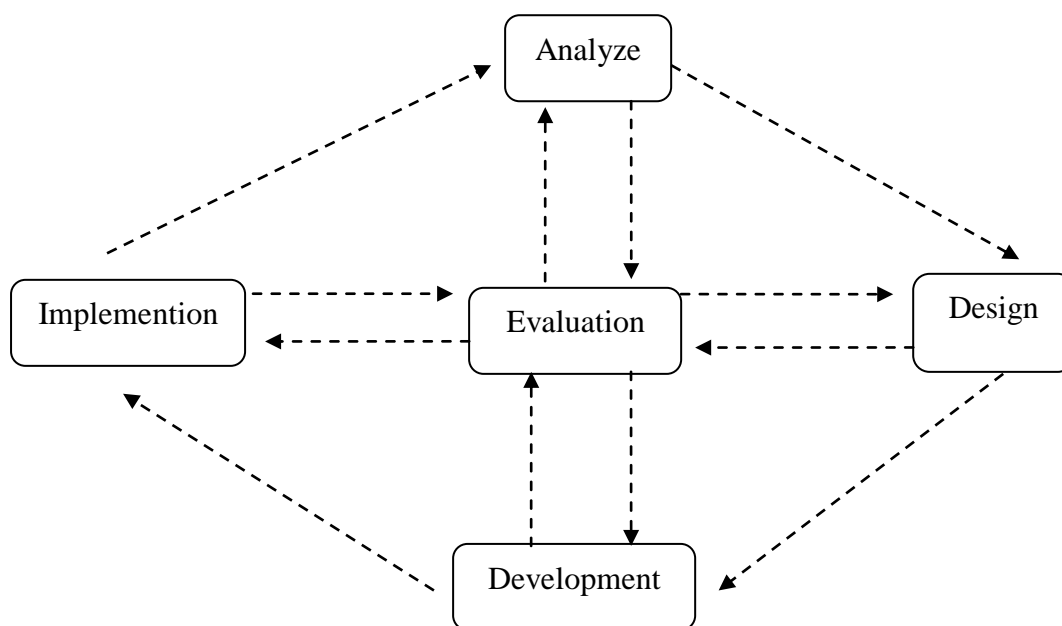 Analyze
Implemention
Evaluation
Design
Development